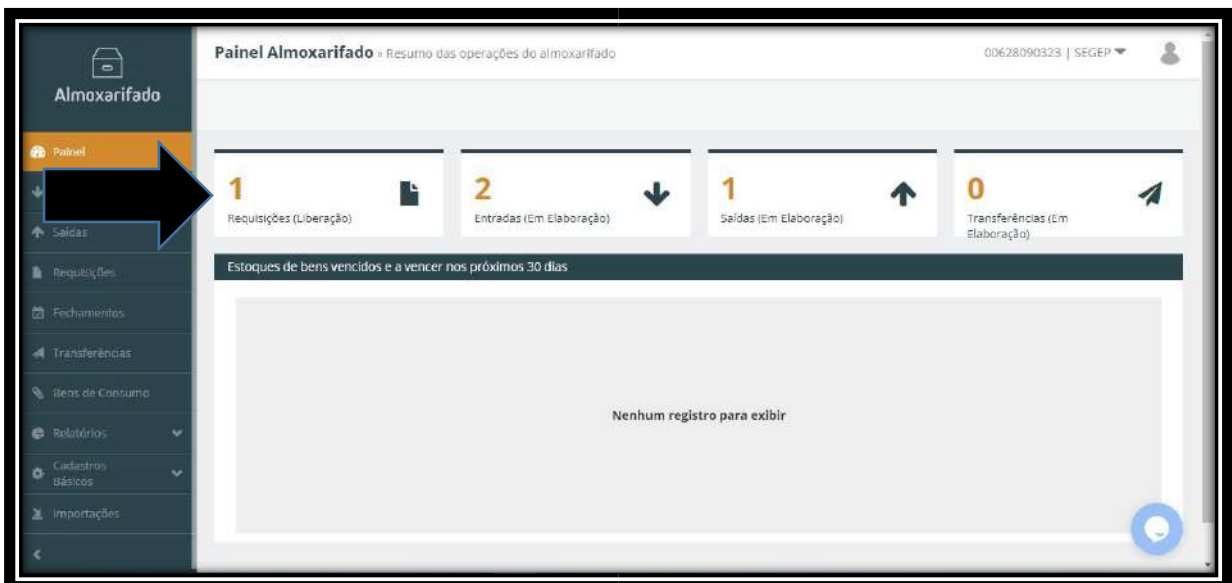 Almoxarifado
Painel Almoxarifado » Resumo das operações do almoxarifado
00628090323 | SEGEP
Painel
Saídas
Requisições
Fechamentos
Transferências
Bens de Consumo
Relatórios
Cadastros
Básicos
Importações
1
Requisições (Liberação)
2
Entradas (Em Elaboração)
1
Saídas (Em Elaboração)
0
Transferências (Em
Elaboração)
Estoques de bens vencidos e a vencer nos próximos 30 dias
Nenhum registro para exibir